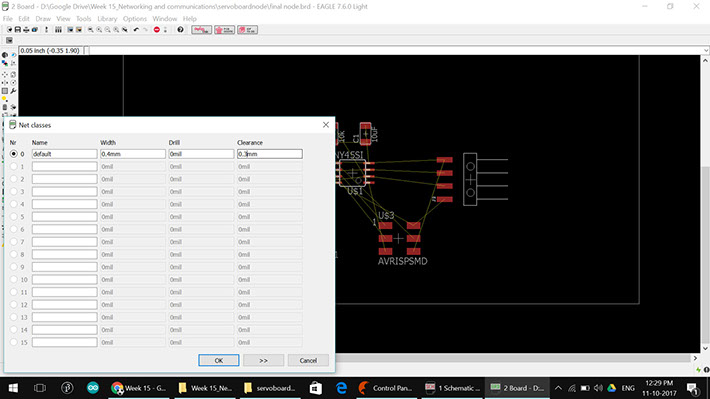 2 Board - D:\Google Drive\Week 15_Networking and communications\servoboardnode\final node.brd - EAGLE 7.6.0 Light
File Edit Draw View Tools Library Options Window Help
0.05 inch (-0.35 1.90)
Net classes
Nr Name Width Drill Clearance
0 default 0.4mm 0mil 0.3mm
1 0mil 0mil 0mil
2 0mil 0mil 0mil
3 0mil 0mil 0mil
4 0mil 0mil 0mil
5 0mil 0mil 0mil
6 0mil 0mil 0mil
7 0mil 0mil 0mil
8 0mil 0mil 0mil
9 0mil 0mil 0mil
10 0mil 0mil 0mil
11 0mil 0mil 0mil
12 0mil 0mil 0mil
13 0mil 0mil 0mil
14 0mil 0mil 0mil
15 0mil 0mil 0mil
OK >> Cancel
10k
C1
10uF
NY45SI
U$1
U$3
1
AVRISPSMD
Week 15 - G...
Week 15_Ne...
servoboard...
Control Pan...
1 Schematic ...
2 Board - D:...
ENG
12:29 PM
11-10-2017